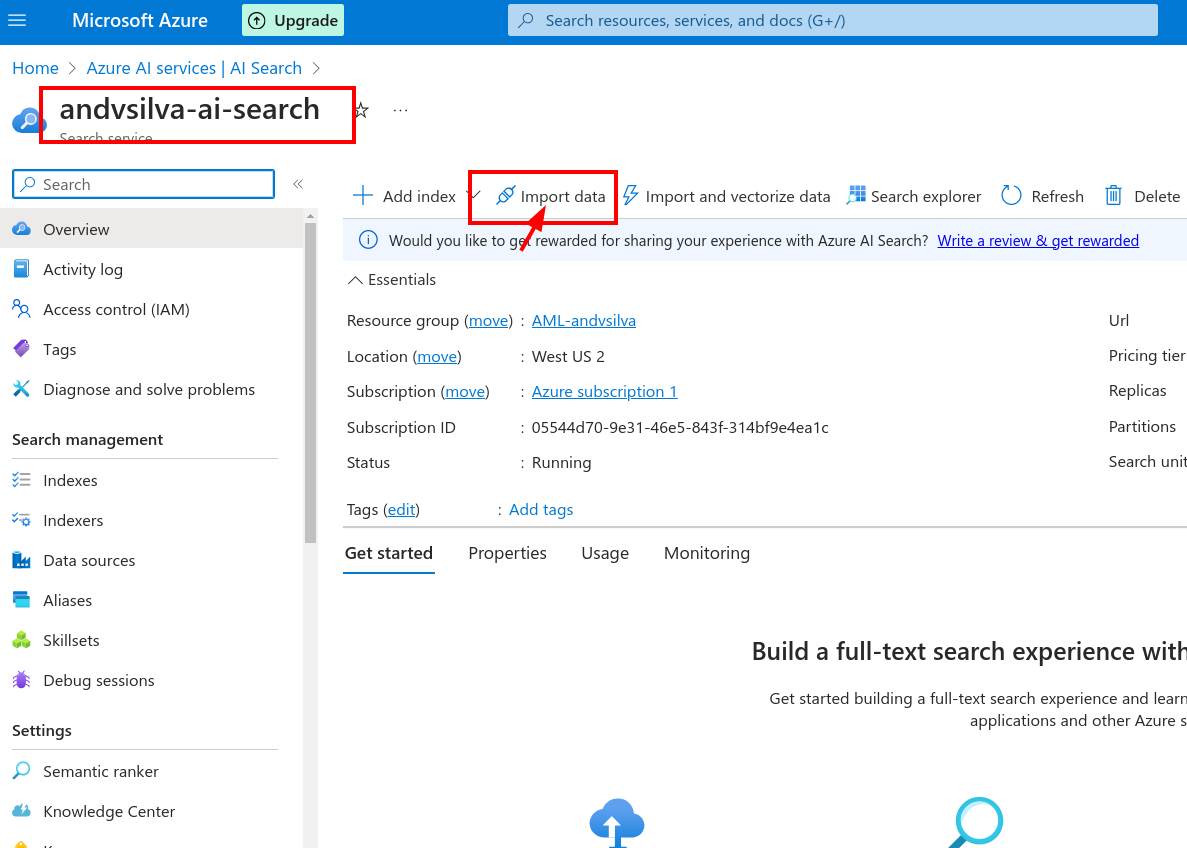 Microsoft Azure
Upgrade
Search resources, services, and docs (G+/)
Home > Azure AI services | AI Search >
andvsilva-ai-search
Search service
Search
Overview
Activity log
Access control (IAM)
Tags
Diagnose and solve problems
Search management
Indexes
Indexers
Data sources
Aliases
Skillsets
Debug sessions
Settings
Semantic ranker
Knowledge Center
Add index
Import data
Import and vectorize data
Search explorer
Refresh
Delete
Would you like to get rewarded for sharing your experience with Azure AI Search? Write a review & get rewarded
Essentials
Resource group (move) : AML-andvsilva
Location (move) : West US 2
Subscription (move) : Azure subscription 1
Subscription ID : 05544d70-9e31-46e5-843f-314bf9e4ea1c
Status : Running
Tags (edit) : Add tags
Url
Pricing tier
Replicas
Partitions
Search unit
Get started
Properties
Usage
Monitoring
Build a full-text search experience with
Get started building a full-text search experience and learn
applications and other Azure s